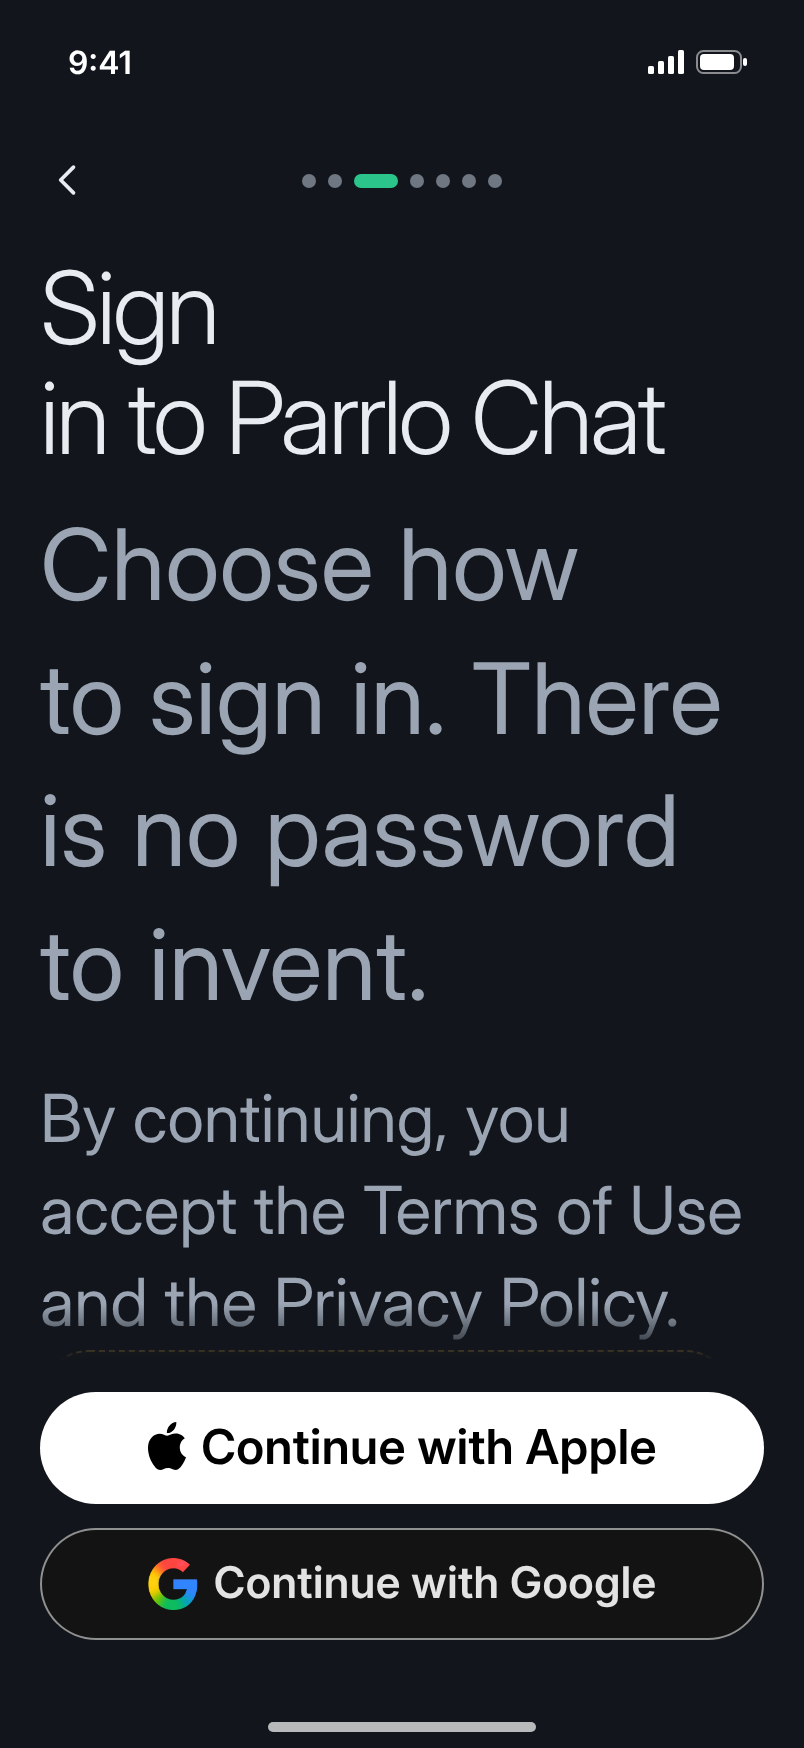 9:41
Sign
in to Parrlo Chat
Choose how
to sign in. There
is no password
to invent.
By continuing, you
accept the Terms of Use
and the Privacy Policy.
Continue with Apple
Continue with Google